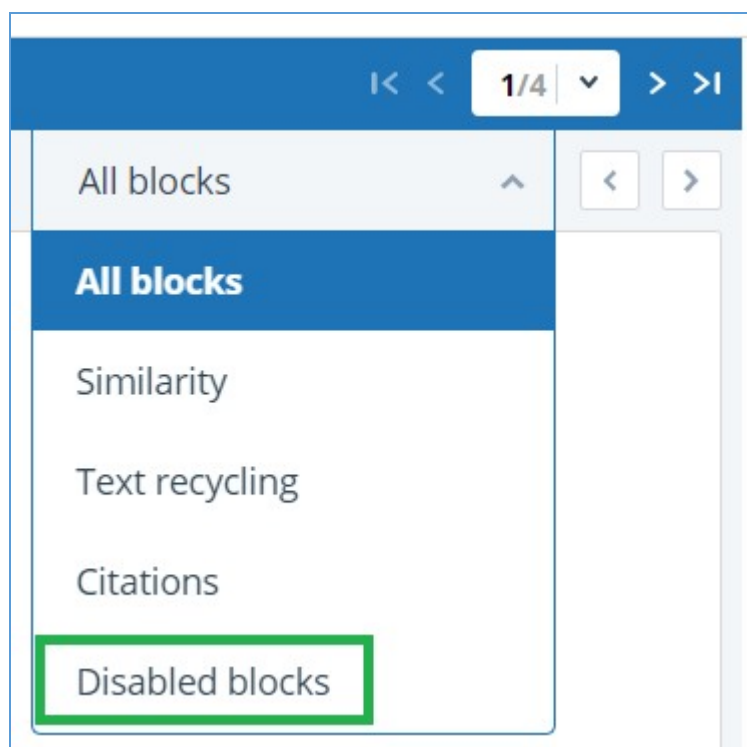 1/4
All blocks
All blocks
Similarity
Text recycling
Citations
Disabled blocks